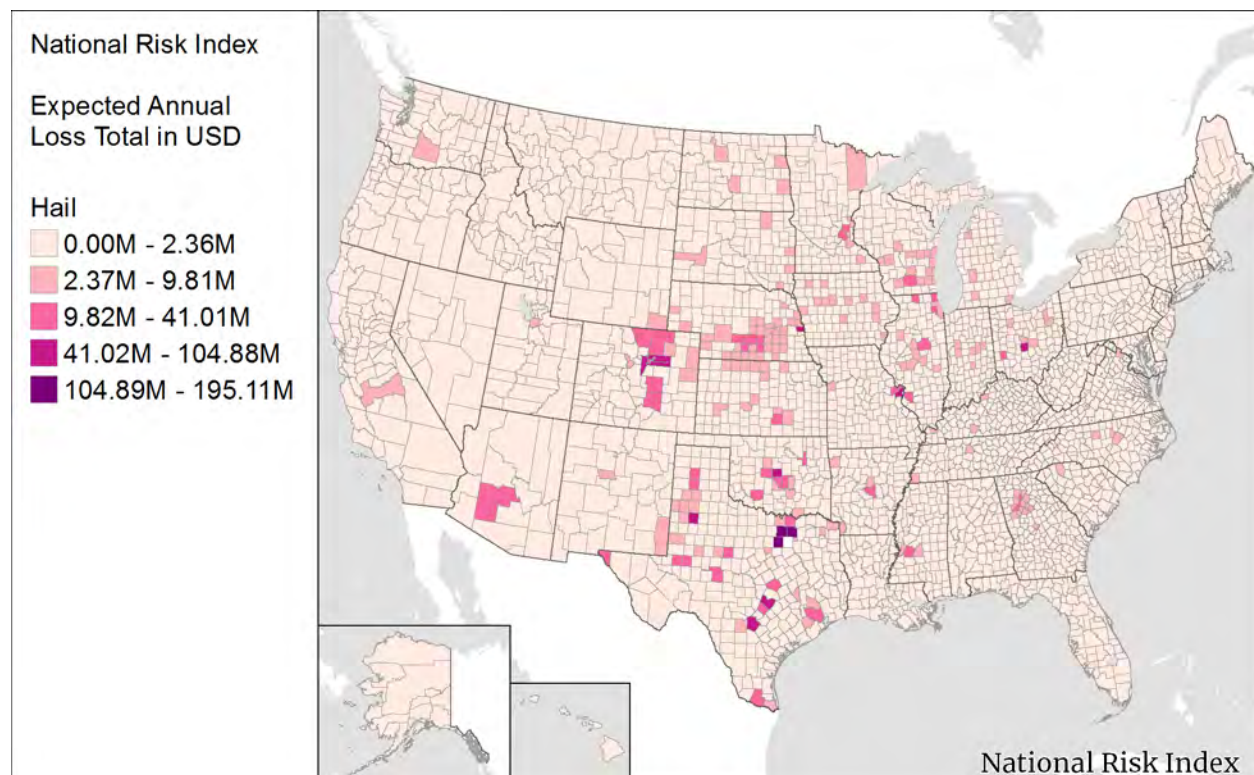 National Risk Index
Expected Annual
Loss Total in USD
Hail
0.00M - 2.36M
2.37M - 9.81M
9.82M - 41.01M
41.02M - 104.88M
104.89M - 195.11M
National Risk Index